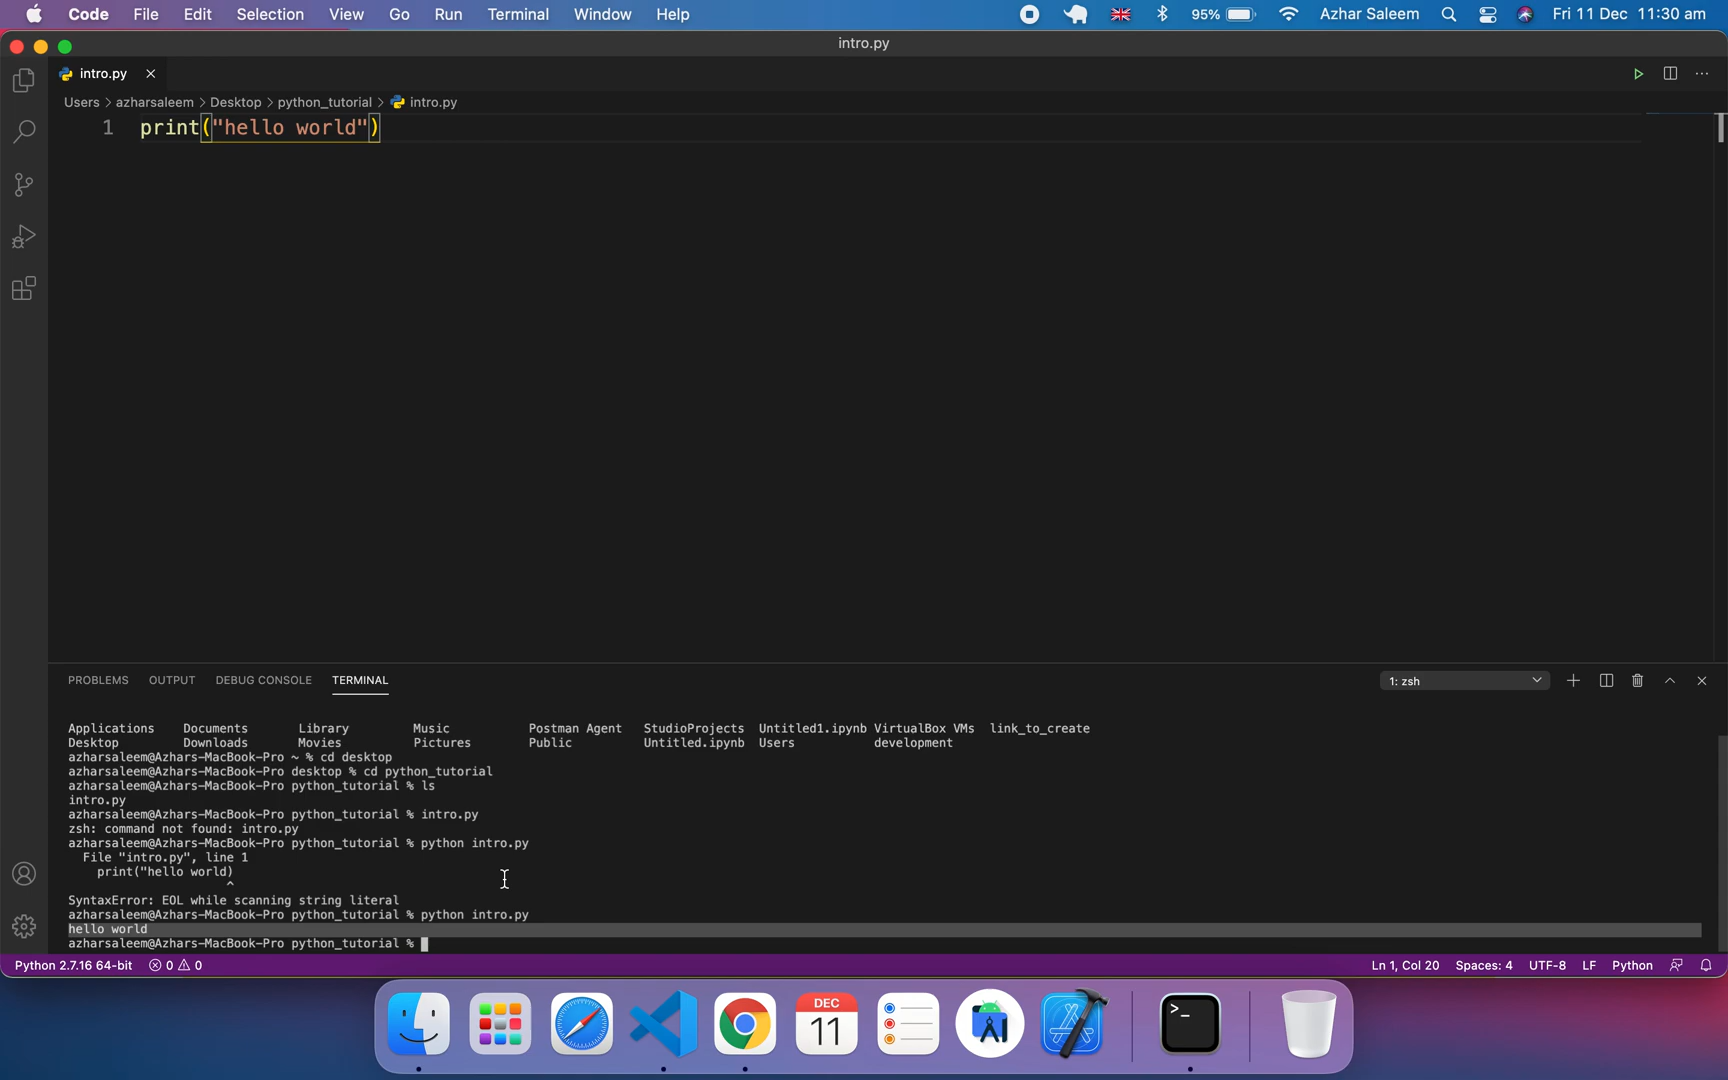 Code File Edit Selection View Go Run Terminal Window Help 95% Azhar Saleem Fri 11 Dec 11:30 am
intro.py
intro.py
Users > azharsaleem > Desktop > python_tutorial > intro.py
1 print("hello world")
PROBLEMS OUTPUT DEBUG CONSOLE TERMINAL 1: zsh
Applications Documents Library Music Postman Agent StudioProjects Untitled1.ipynb VirtualBox VMs link_to_create
Desktop Downloads Movies Pictures Public Untitled.ipynb Users development
azharsaleem@Azhars-MacBook-Pro ~ % cd desktop
azharsaleem@Azhars-MacBook-Pro desktop % cd python_tutorial
azharsaleem@Azhars-MacBook-Pro python_tutorial % ls
intro.py
azharsaleem@Azhars-MacBook-Pro python_tutorial % intro.py
zsh: command not found: intro.py
azharsaleem@Azhars-MacBook-Pro python_tutorial % python intro.py
File "intro.py", line 1
print("hello world)
^
SyntaxError: EOL while scanning string literal
azharsaleem@Azhars-MacBook-Pro python_tutorial % python intro.py
hello world
azharsaleem@Azhars-MacBook-Pro python_tutorial %
Python 2.7.16 64-bit 0 0 Ln 1, Col 20 Spaces: 4 UTF-8 LF Python
DEC
11
>_